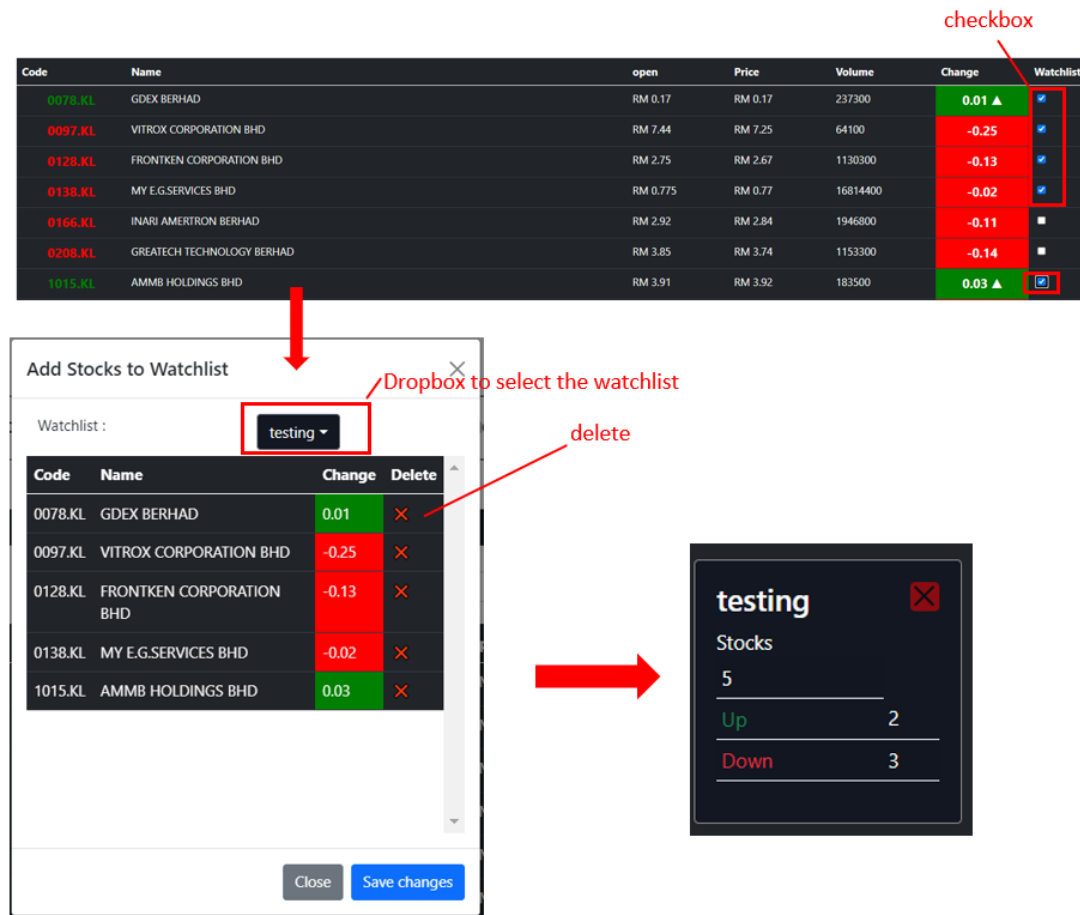 checkbox
Code Name open Price Volume Change Watchlist
0078.KL GDEX BERHAD RM 0.17 RM 0.17 237300 0.01 ▲
0097.KL VITROX CORPORATION BHD RM 7.44 RM 7.25 64100 -0.25
0128.KL FRONTKEN CORPORATION BHD RM 2.75 RM 2.67 1130300 -0.13
0138.KL MY E.G.SERVICES BHD RM 0.775 RM 0.77 16814400 -0.02
0166.KL INARI AMERTRON BERHAD RM 2.92 RM 2.84 1946800 -0.11
0208.KL GREATECH TECHNOLOGY BERHAD RM 3.85 RM 3.74 1153300 -0.14
1015.KL AMMB HOLDINGS BHD RM 3.91 RM 3.92 183500 0.03 ▲
Add Stocks to Watchlist
Dropbox to select the watchlist
Watchlist : testing
delete
Code Name Change Delete
0078.KL GDEX BERHAD 0.01
0097.KL VITROX CORPORATION BHD -0.25
0128.KL FRONTKEN CORPORATION -0.13
BHD
0138.KL MY E.G.SERVICES BHD -0.02
1015.KL AMMB HOLDINGS BHD 0.03
Close Save changes
testing
Stocks
5
Up 2
Down 3